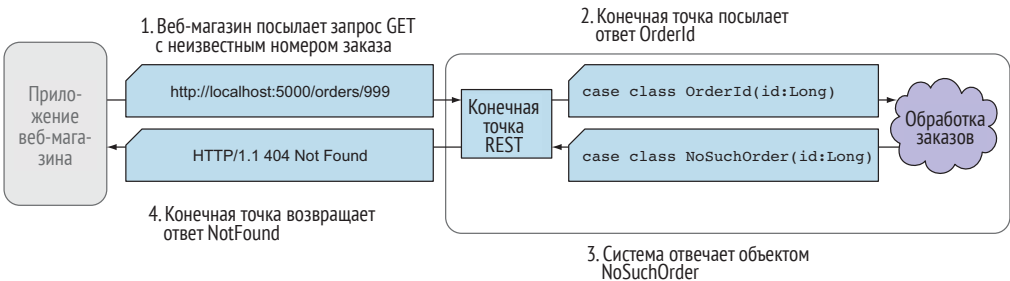 1. Веб-магазин посылает запрос GET
с неизвестным номером заказа
2. Конечная точка посылает
ответ OrderId
Прило-
жение
веб-мага-
зина
http://localhost:5000/orders/999
HTTP/1.1 404 Not Found
Конечная
точка
REST
case class OrderId(id:Long)
case class NoSuchOrder(id:Long)
Обработка
заказов
4. Конечная точка возвращает
ответ NotFound
3. Система отвечает объектом
NoSuchOrder